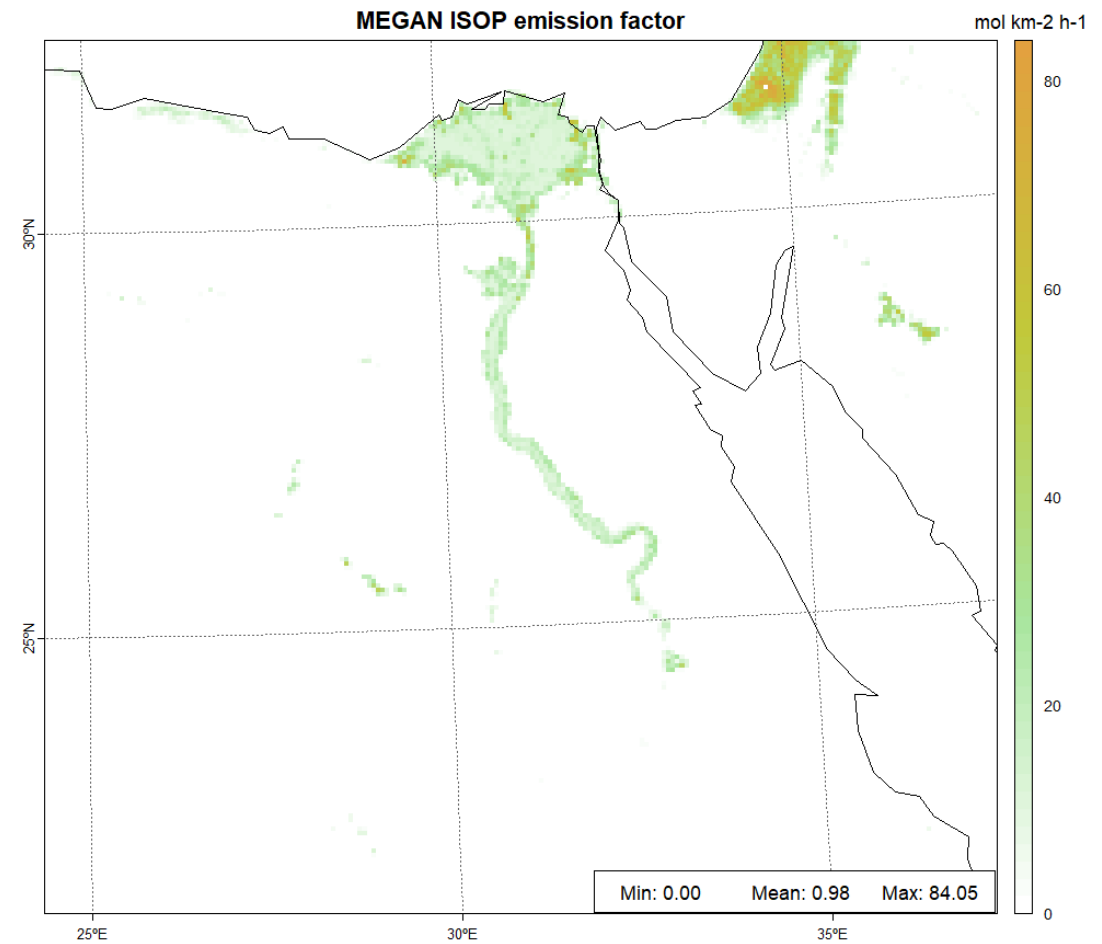 MEGAN ISOP emission factor
mol km-2 h-1
80
60
40
20
0
30ºN
25ºN
Min: 0.00 Mean: 0.98 Max: 84.05
25ºE 30ºE 35ºE